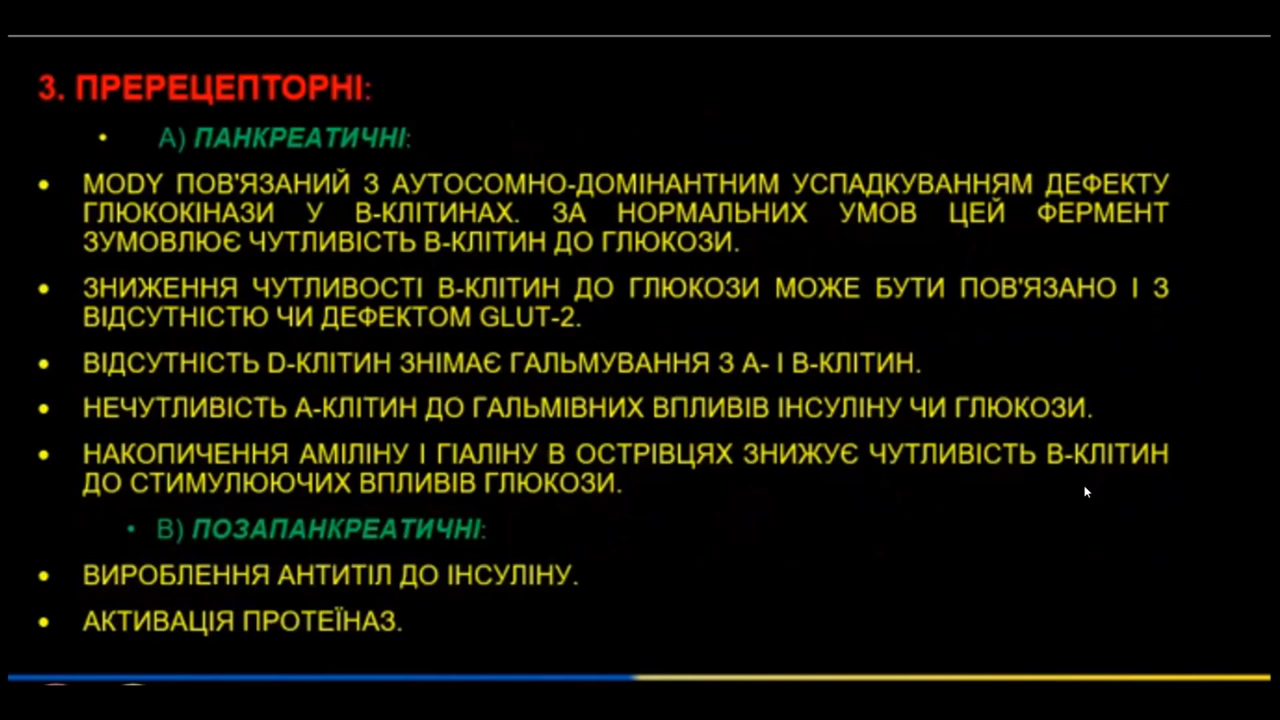 3. ПРЕРЕЦЕПТОРНІ:
• А) ПАНКРЕАТИЧНІ:
• MODY ПОВ'ЯЗАНИЙ З АУТОСОМНО-ДОМІНАНТНИМ УСПАДКУВАННЯМ ДЕФЕКТУ
ГЛЮКОКІНАЗИ У В-КЛІТИНАХ. ЗА НОРМАЛЬНИХ УМОВ ЦЕЙ ФЕРМЕНТ
ЗУМОВЛЮЄ ЧУТЛИВІСТЬ В-КЛІТИН ДО ГЛЮКОЗИ.
• ЗНИЖЕННЯ ЧУТЛИВОСТІ В-КЛІТИН ДО ГЛЮКОЗИ МОЖЕ БУТИ ПОВ'ЯЗАНО І З
ВІДСУТНІСТЮ ЧИ ДЕФЕКТОМ GLUT-2.
• ВІДСУТНІСТЬ D-КЛІТИН ЗНІМАЄ ГАЛЬМУВАННЯ З А- І В-КЛІТИН.
• НЕЧУТЛИВІСТЬ А-КЛІТИН ДО ГАЛЬМІВНИХ ВПЛИВІВ ІНСУЛІНУ ЧИ ГЛЮКОЗИ.
• НАКОПИЧЕННЯ АМІЛІНУ І ГІАЛІНУ В ОСТРІВЦЯХ ЗНИЖУЄ ЧУТЛИВІСТЬ В-КЛІТИН
ДО СТИМУЛЮЮЧИХ ВПЛИВІВ ГЛЮКОЗИ.
• В) ПОЗАПАНКРЕАТИЧНІ:
• ВИРОБЛЕННЯ АНТИТІЛ ДО ІНСУЛІНУ.
• АКТИВАЦІЯ ПРОТЕЇНАЗ.